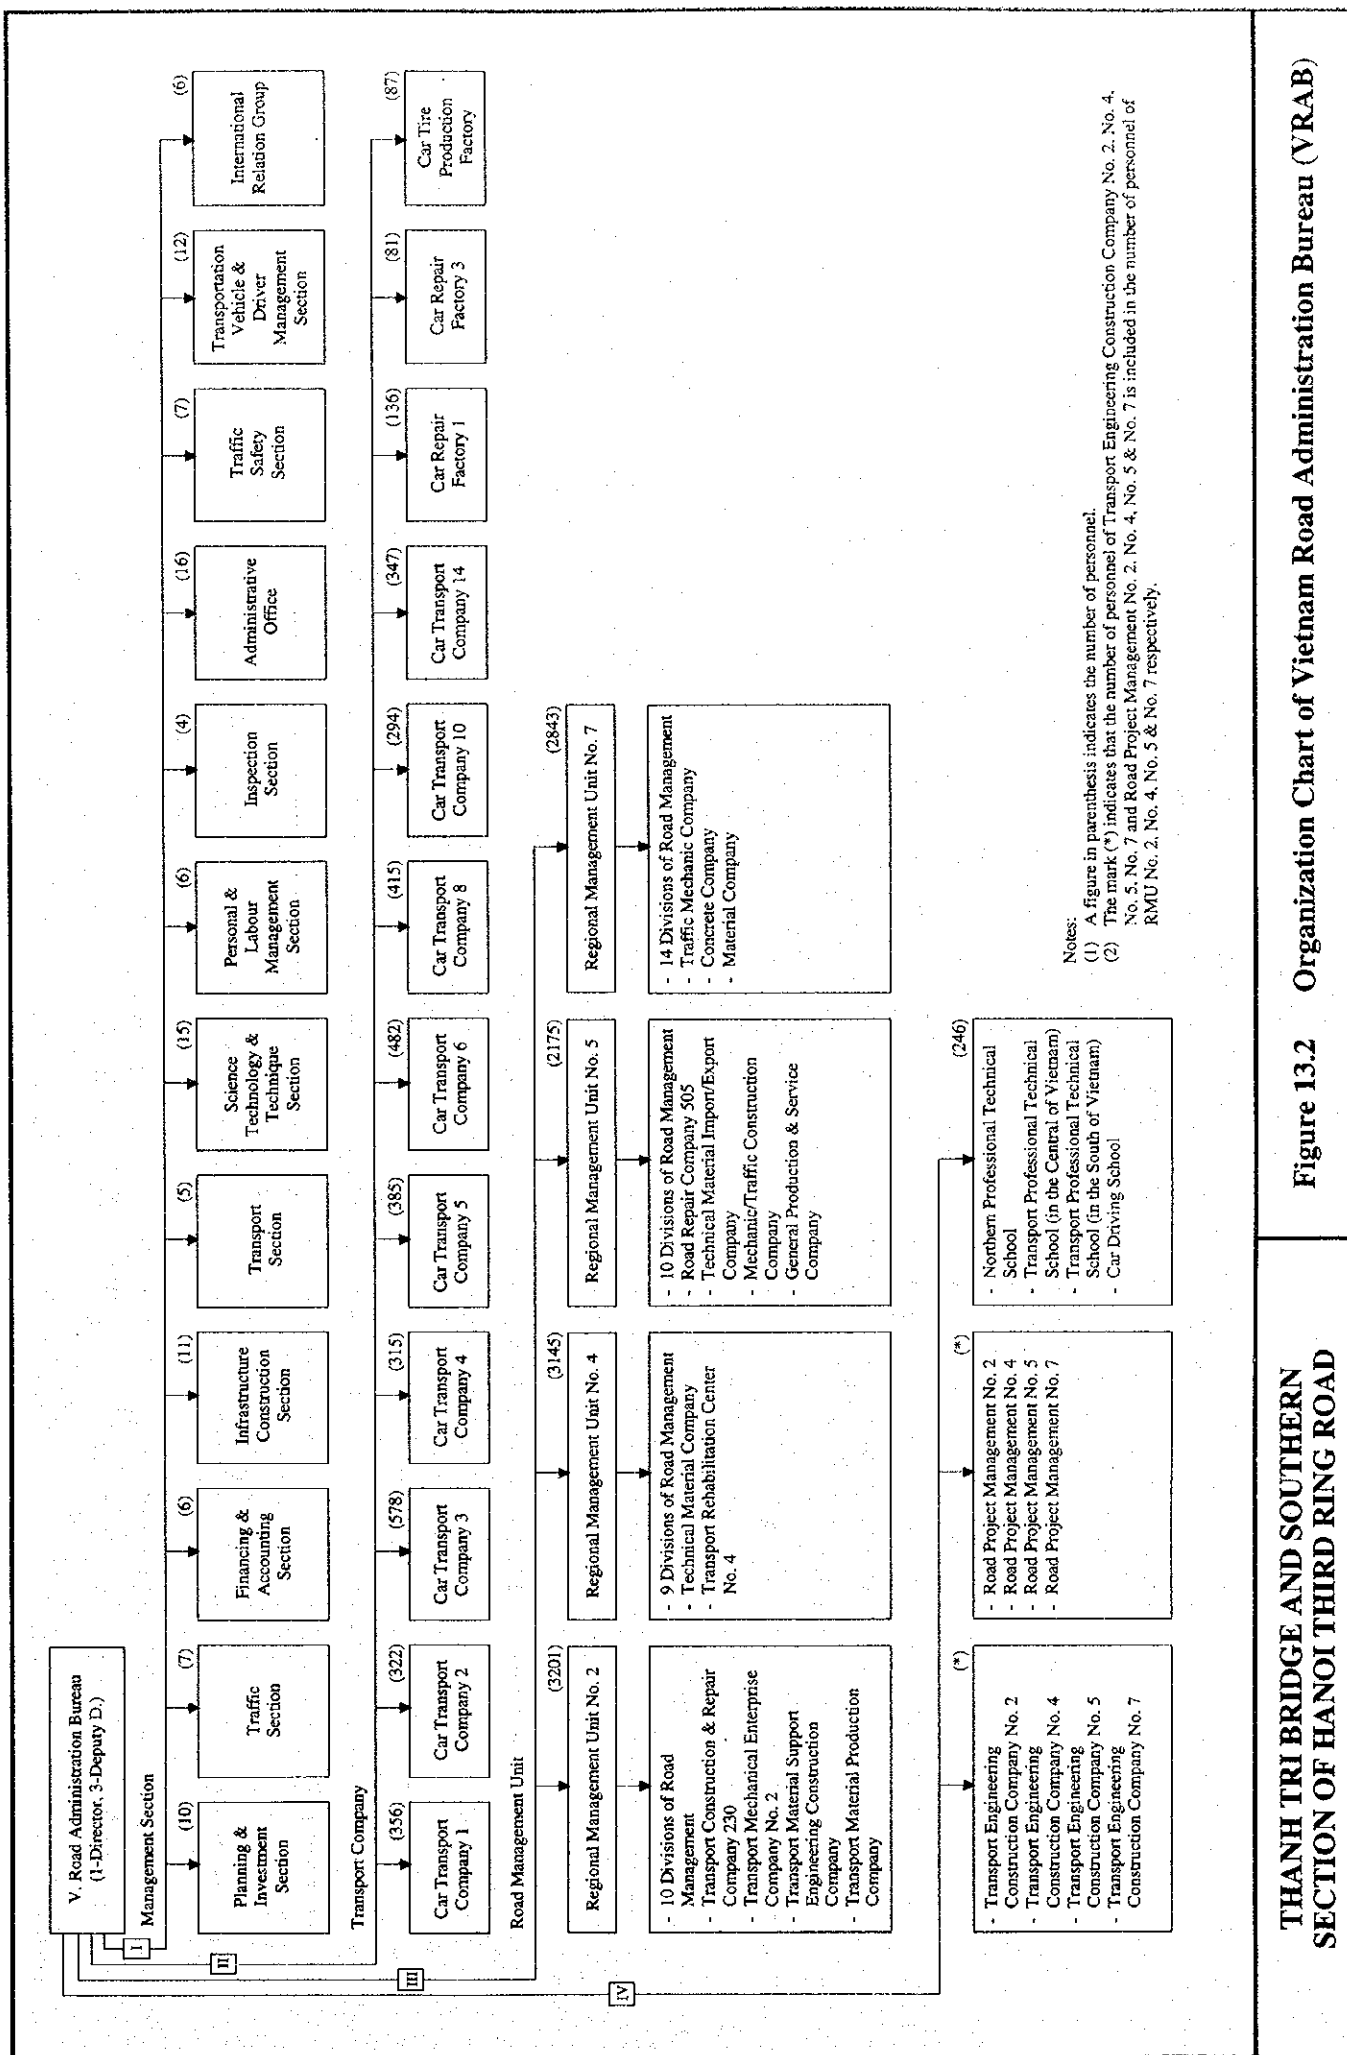 V. Road Administration Bureau
(1-Director, 3-Deputy D.)
I
Management Section
(10)
Planning &
Investment
Section
(7)
Traffic
Section
(6)
Financing &
Accounting
Section
(11)
Infrastructure
Construction
Section
(5)
Transport
Section
(15)
Science
Technology &
Technique
Section
(6)
Personal &
Labour
Management
Section
(4)
Inspection
Section
(16)
Administrative
Office
(7)
Traffic
Safety
Section
(12)
Transportation
Vehicle &
Driver
Management
Section
(6)
International
Relation Group
II
Transport Company
(356)
Car Transport
Company 1
(322)
Car Transport
Company 2
(578)
Car Transport
Company 3
(315)
Car Transport
Company 4
(385)
Car Transport
Company 5
(482)
Car Transport
Company 6
(415)
Car Transport
Company 8
(294)
Car Transport
Company 10
(347)
Car Transport
Company 14
(136)
Car Repair
Factory 1
(81)
Car Repair
Factory 3
(87)
Car Tire
Production
Factory
III
Road Management Unit
(3201)
Regional Management Unit No. 2
- 10 Divisions of Road
Management
- Transport Construction & Repair
Company 230
- Transport Mechanical Enterprise
Company No. 2
- Transport Material Support
Engineering Construction
Company
- Transport Material Production
Company
(3145)
Regional Management Unit No. 4
- 9 Divisions of Road Management
- Technical Material Company
- Transport Rehabilitation Center
No. 4
(2175)
Regional Management Unit No. 5
- 10 Divisions of Road Management
- Road Repair Company 505
- Technical Material Import/Export
Company
- Mechanic/Traffic Construction
Company
- General Production & Service
Company
(2843)
Regional Management Unit No. 7
- 14 Divisions of Road Management
- Traffic Mechanic Company
- Concrete Company
- Material Company
IV
(*)
- Transport Engineering
Construction Company No. 2
- Transport Engineering
Construction Company No. 4
- Transport Engineering
Construction Company No. 5
- Transport Engineering
Construction Company No. 7
(*)
- Road Project Management No. 2
- Road Project Management No. 4
- Road Project Management No. 5
- Road Project Management No. 7
(246)
- Northern Professional Technical
School
- Transport Professional Technical
School (in the Central of Vietnam)
- Transport Professional Technical
School (in the South of Vietnam)
- Car Driving School
Notes:
(1) A figure in parenthesis indicates the number of personnel.
(2) The mark (*) indicates that the number of personnel of Transport Engineering Construction Company No. 2, No. 4,
No. 5, No. 7 and Road Project Management No. 2, No. 4, No. 5 & No. 7 is included in the number of personnel of
RMU No. 2, No. 4, No. 5 & No. 7 respectively.
THANH TRI BRIDGE AND SOUTHERN
SECTION OF HANOI THIRD RING ROAD
Figure 13.2 Organization Chart of Vietnam Road Administration Bureau (VRAB)